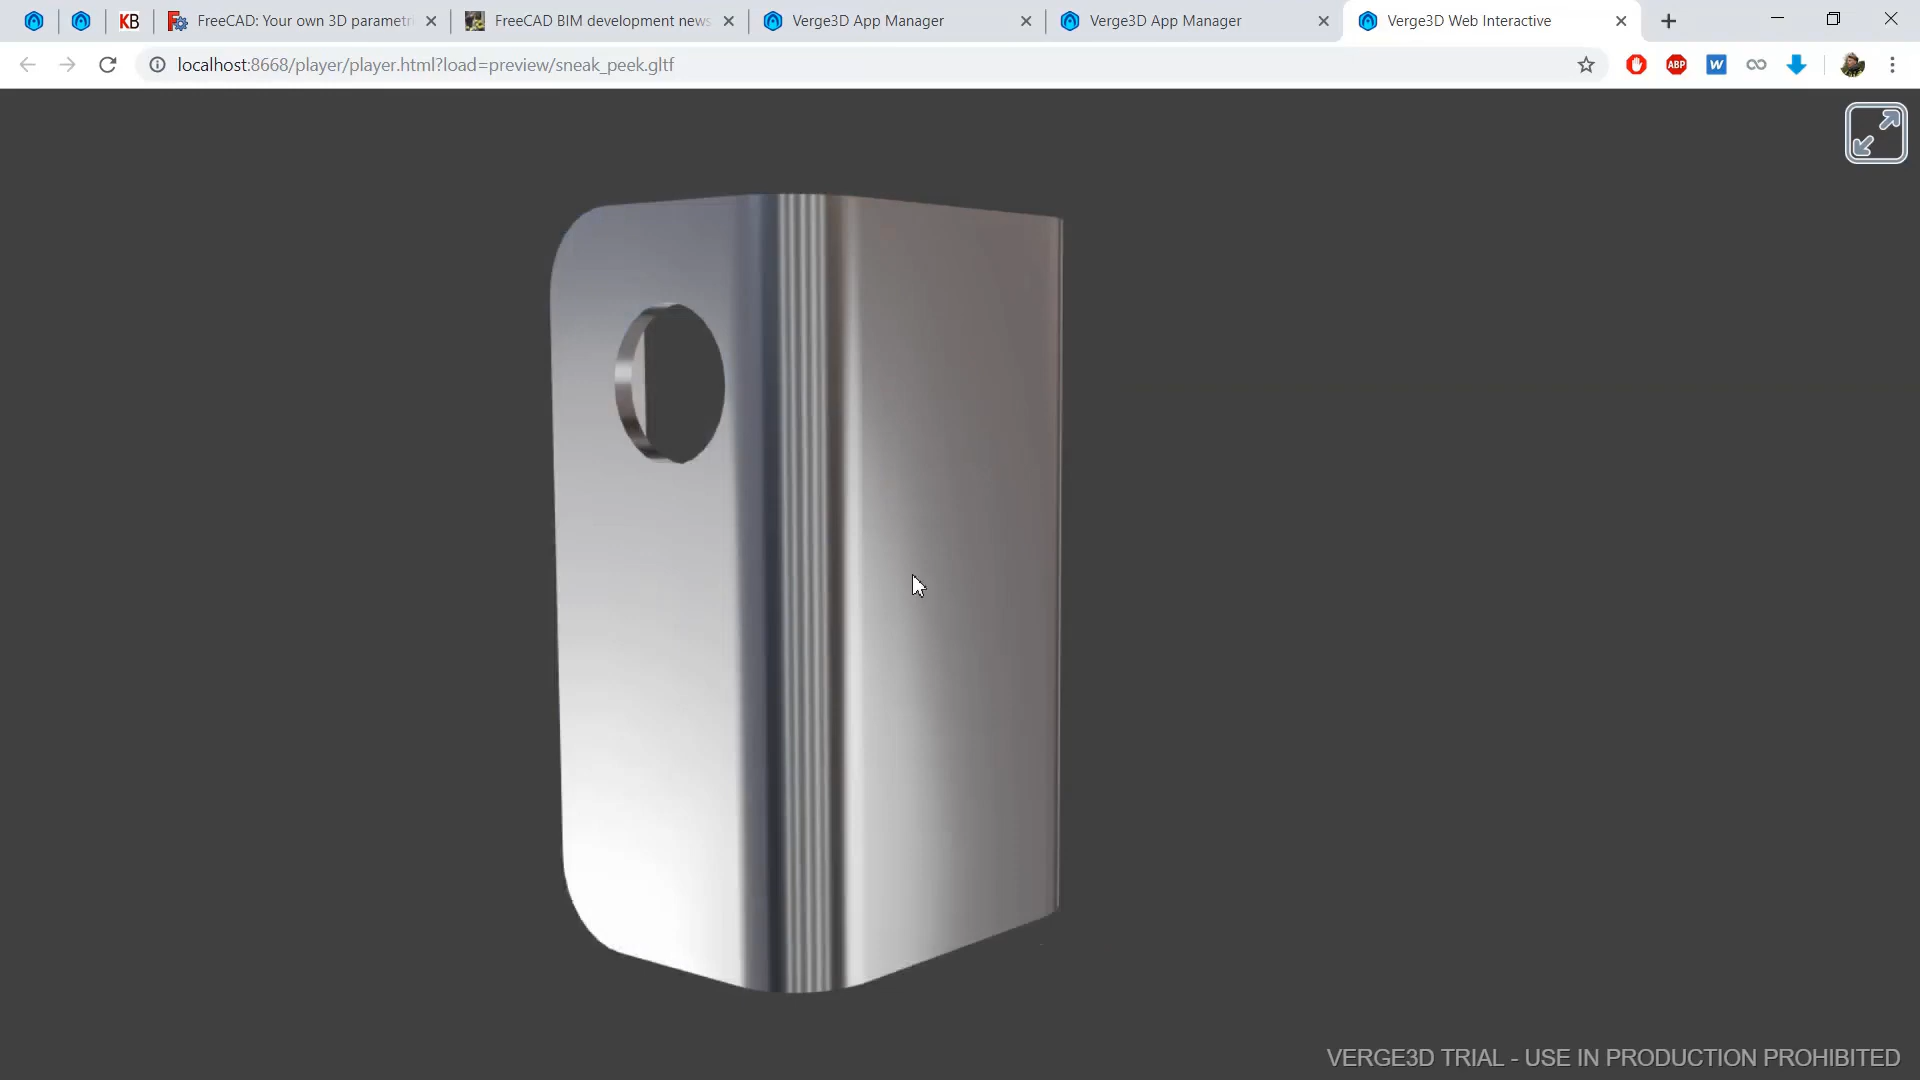 KB
FreeCAD: Your own 3D parametri
FreeCAD BIM development news
Verge3D App Manager
Verge3D App Manager
Verge3D Web Interactive
localhost:8668/player/player.html?load=preview/sneak_peek.gltf
ABP
W
VERGE3D TRIAL - USE IN PRODUCTION PROHIBITED